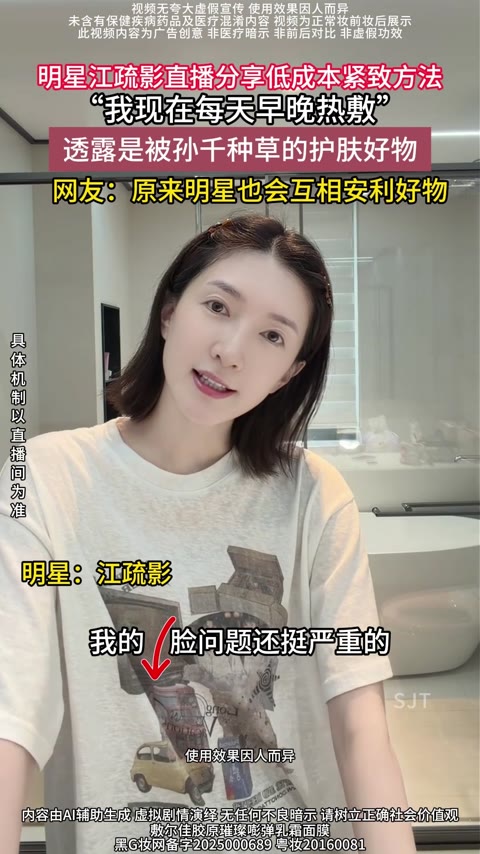 视频无夸大虚假宣传 使用效果因人而异
未含有保健疾病药品及医疗混淆内容 视频为正常妆前妆后展示
此视频内容为广告创意 非医疗暗示 非前后对比 非虚假功效
明星江疏影直播分享低成本紧致方法
“我现在每天早晚热敷”
透露是被孙千种草的护肤好物
网友：原来明星也会互相安利好物
具体机制以直播间为准
明星：江疏影
我的 脸问题还挺严重的
SJT
使用效果因人而异
内容由AI辅助生成 虚拟剧情演绎 无任何不良暗示 请树立正确社会价值观
敷尔佳胶原璀璨嘭弹乳霜面膜
黑G妆网备字2025000689 粤妆20160081